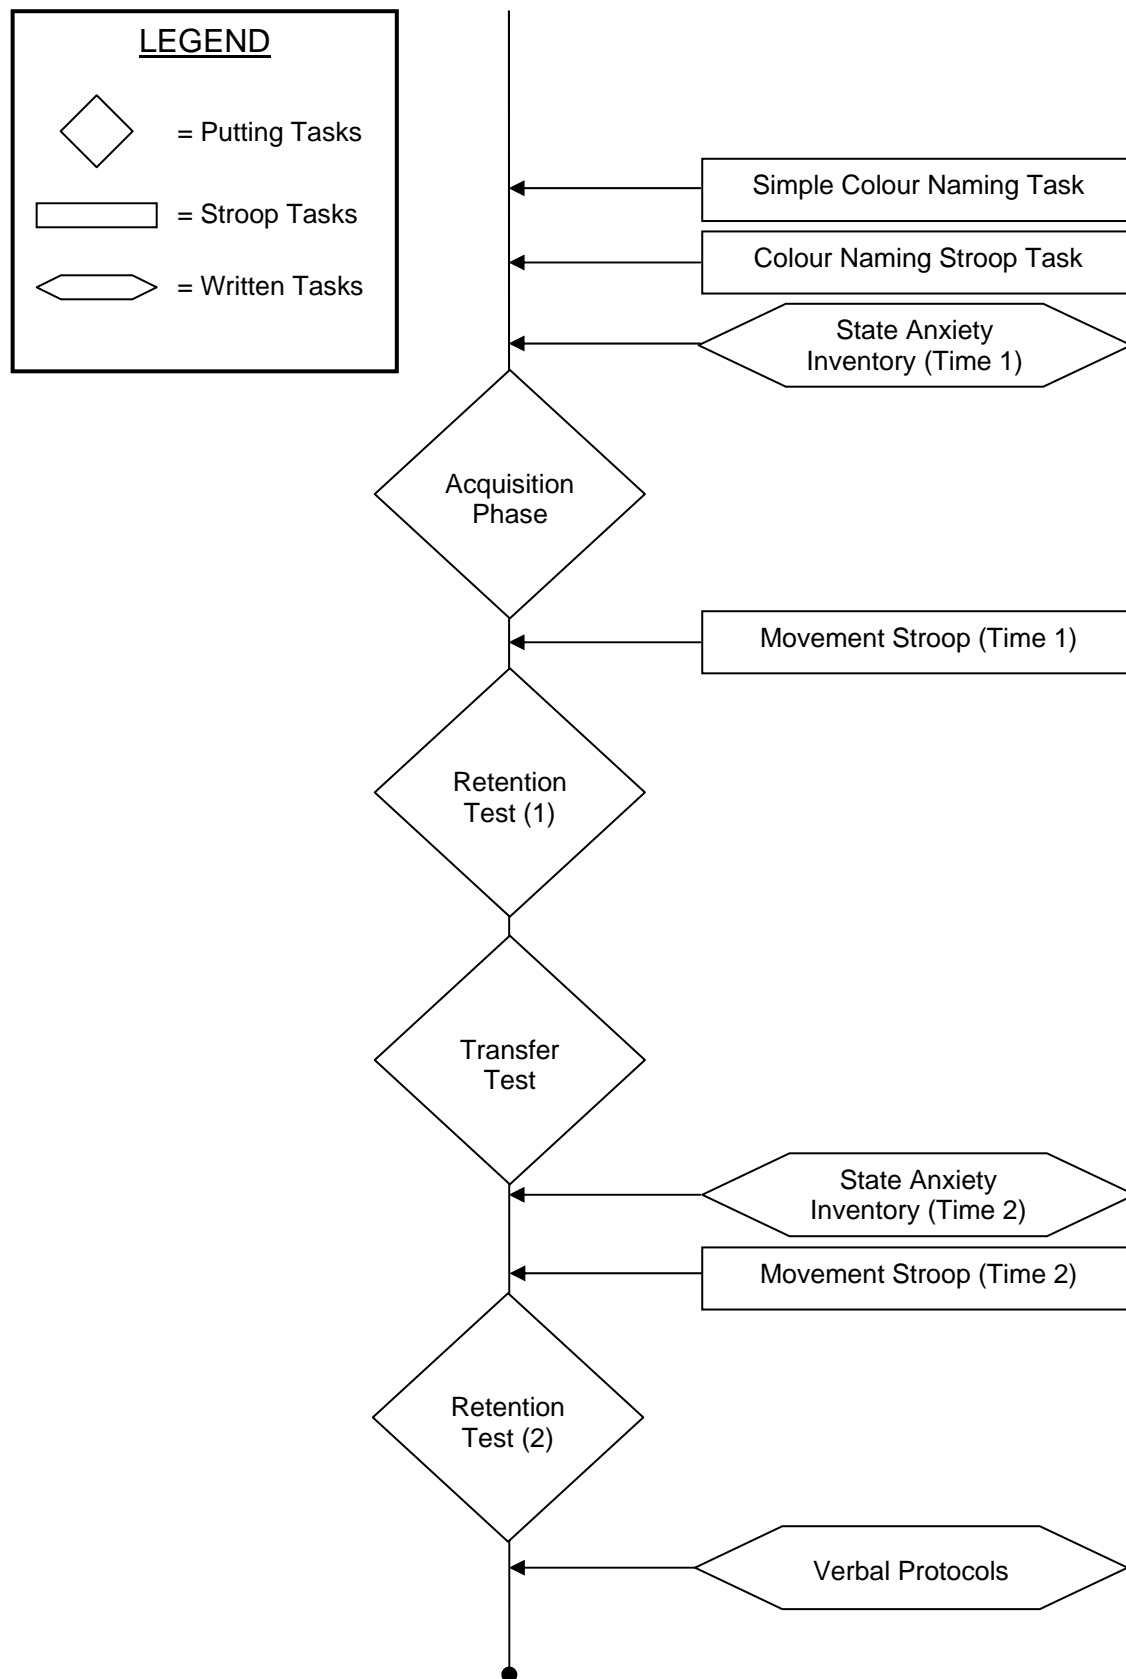 LEGEND
= Putting Tasks
= Stroop Tasks
= Written Tasks
Simple Colour Naming Task
Colour Naming Stroop Task
State Anxiety
Inventory (Time 1)
Acquisition
Phase
Movement Stroop (Time 1)
Retention
Test (1)
Transfer
Test
State Anxiety
Inventory (Time 2)
Movement Stroop (Time 2)
Retention
Test (2)
Verbal Protocols